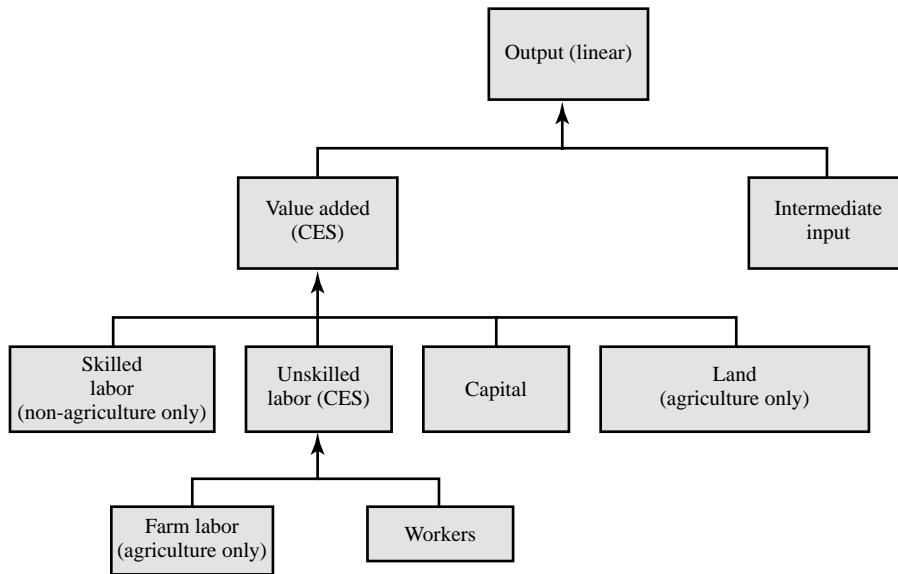 Output (linear)
Value added
(CES)
Intermediate
input
Skilled
labor
(non-agriculture only)
Unskilled
labor (CES)
Capital
Land
(agriculture only)
Farm labor
(agriculture only)
Workers